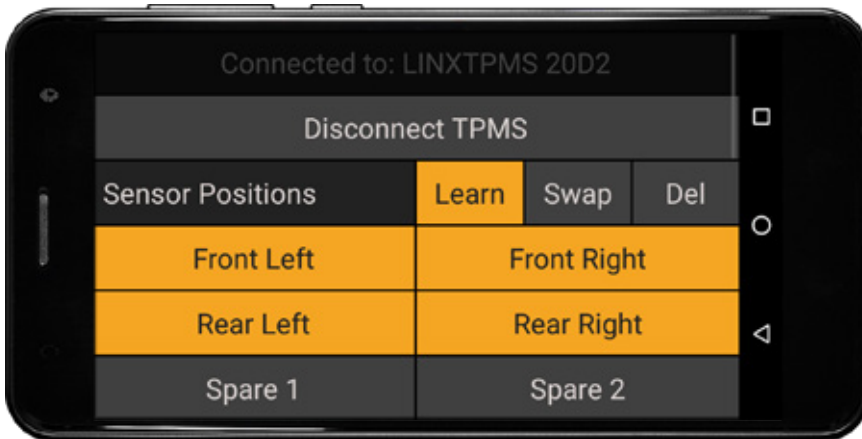 Connected to: LINXTPMS 20D2
Disconnect TPMS
Sensor Positions Learn Swap Del
Front Left Front Right
Rear Left Rear Right
Spare 1 Spare 2